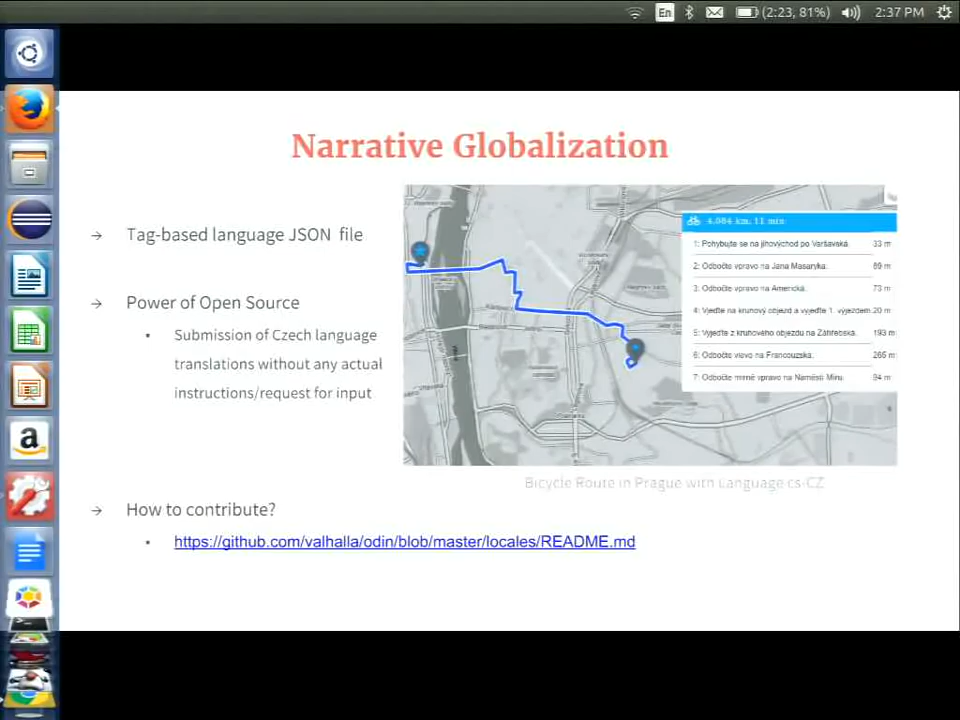 En
(2:23, 81%)
2:37 PM
Narrative Globalization
→ Tag-based language JSON file
→ Power of Open Source
• Submission of Czech language
translations without any actual
instructions/request for input
4.084 km, 11 min
1: Pohybujte se na jihovýchod po Varšavská. 33 m
2: Odbočte vpravo na Jana Masaryka. 89 m
3: Odbočte vpravo na Americká. 73 m
4: Vjeďte na kruhový objezd a vyjeďte 1. výjezdem. 20 m
5: Vyjeďte z kruhového objezdu na Záhřebská. 193 m
6: Odbočte vlevo na Francouzská. 265 m
7: Odbočte mírně vpravo na Náměstí Míru. 94 m
Bicycle Route in Prague with Language cs-CZ
→ How to contribute?
• https://github.com/valhalla/odin/blob/master/locales/README.md
a